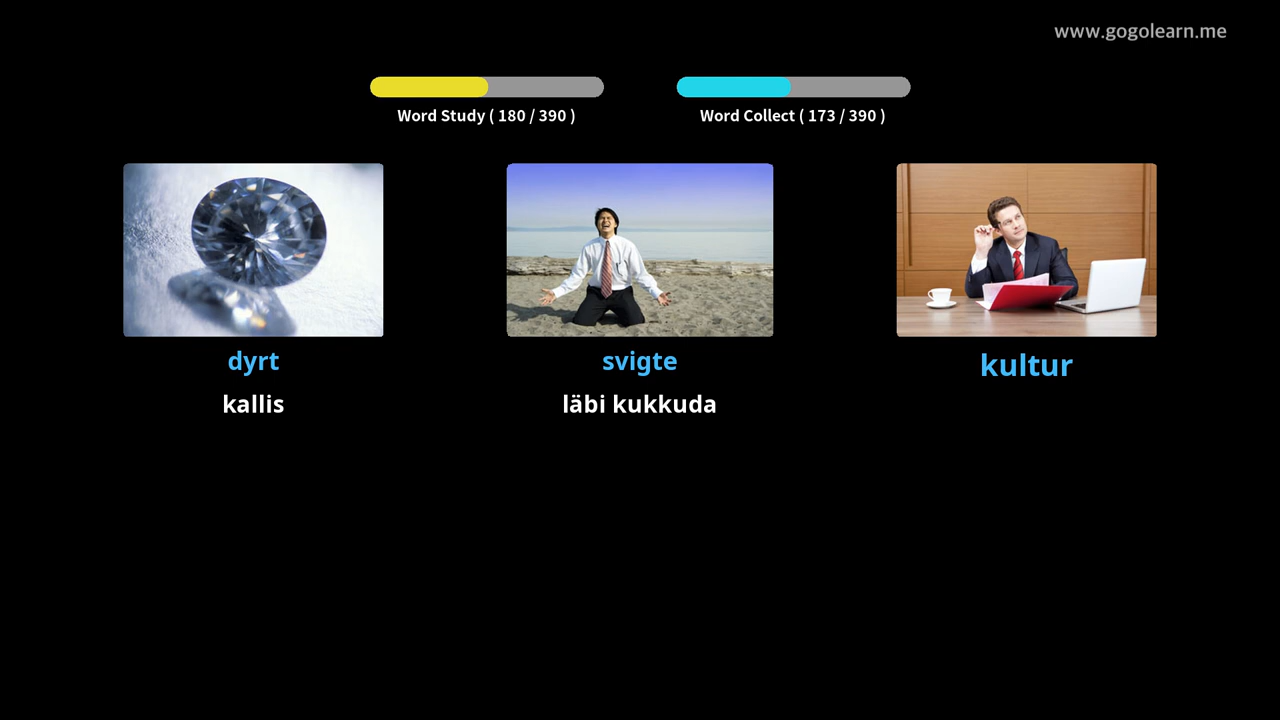 www.gogolearn.me
Word Study ( 180 / 390 )
Word Collect ( 173 / 390 )
dyrt
svigte
kultur
kallis
läbi kukkuda